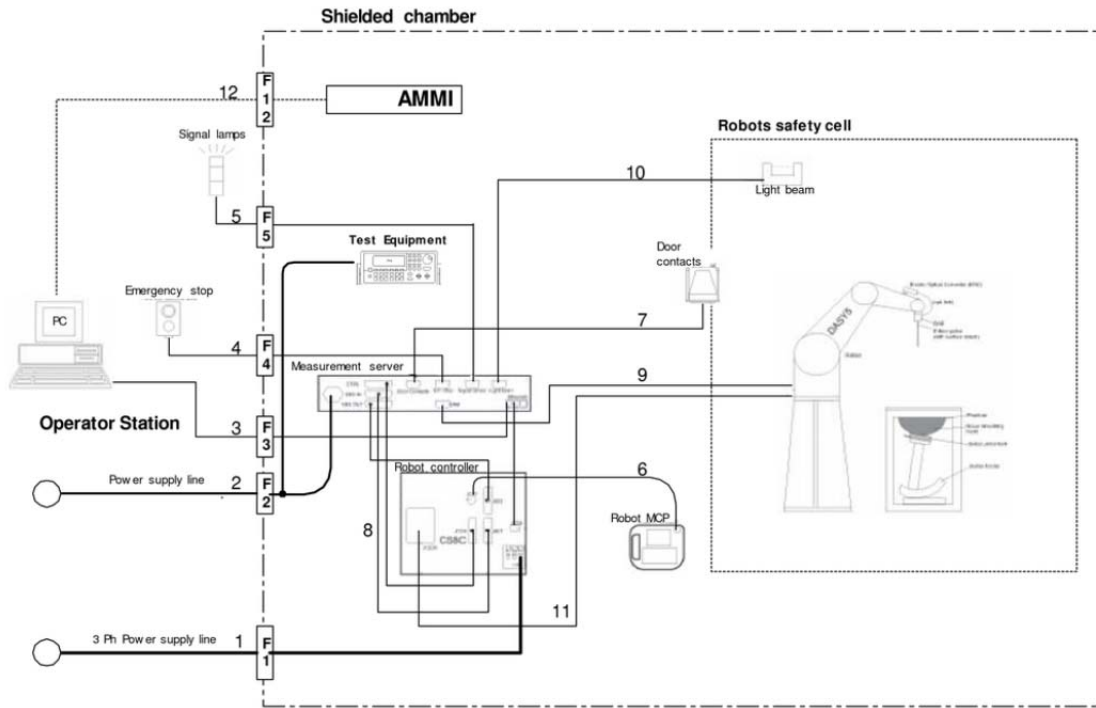 Shielded chamber
F
1
2
12
AMMI
Signal lamps
Robots safety cell
10
Light beam
5
F
5
Test Equipment
Door
contacts
Emergency stop
PC
DASY5
7
4
F
4
Measurement server
9
Operator Station
3
F
3
Robot controller
Power supply line
2
F
2
6
Robot MCP
8
CS8C
11
3 Ph Power supply line
1
F
1